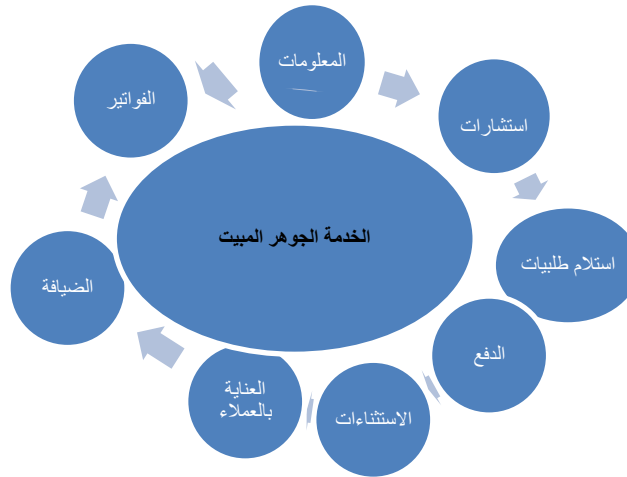 المعلومات
استشارات
استلام طلبيات
الدفع
الاستثناءات
العناية
بالعملاء
الضيافة
الفواتير
الخدمة الجوهر المبيت